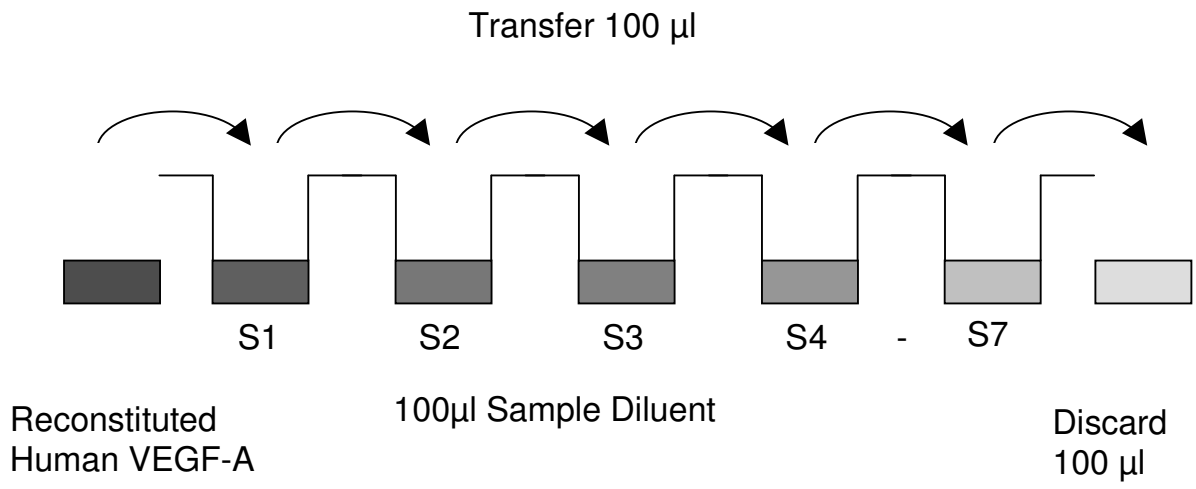 Transfer 100 µl
S1 S2 S3 S4 - S7
100µl Sample Diluent
Reconstituted
Human VEGF-A
Discard
100 µl